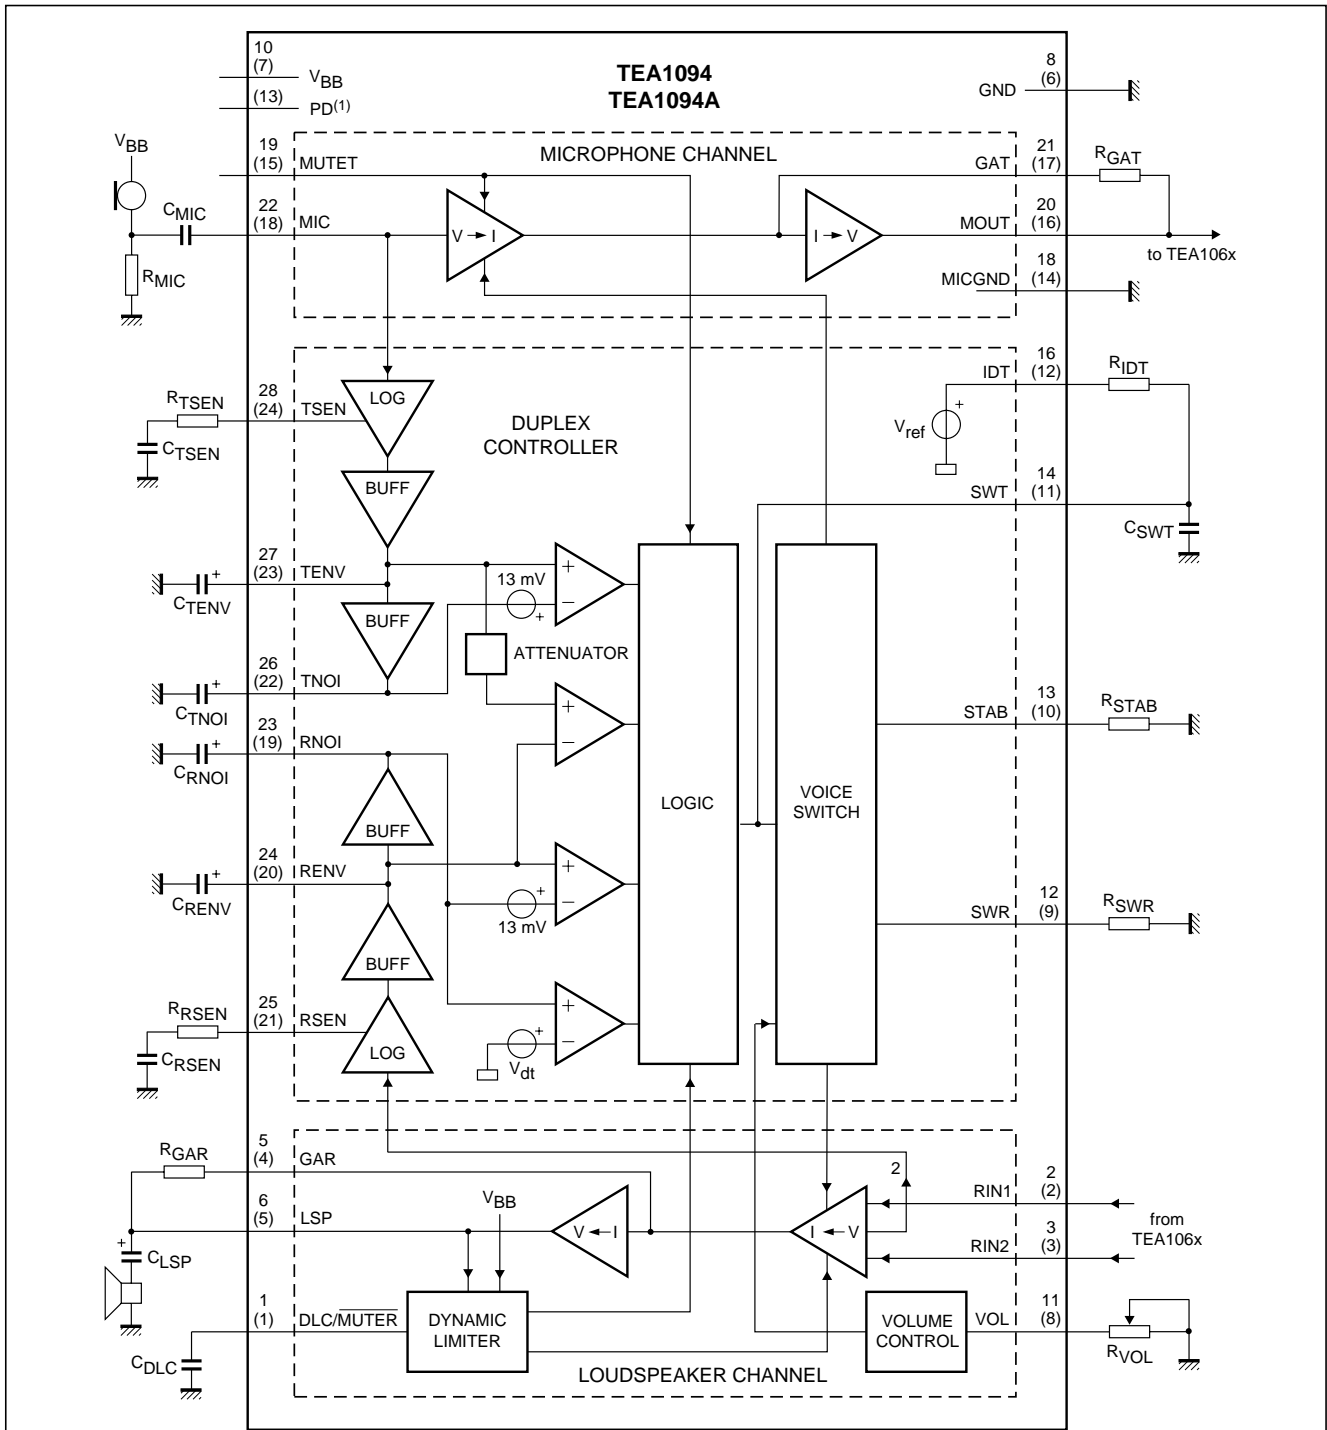 TEA1094
TEA1094A
10
(7)
VBB
(13)
PD(1)
8
(6)
GND
VBB
19
(15)
MUTET
MICROPHONE CHANNEL
GAT
21
(17)
RGAT
CMIC
22
(18)
MIC
V → I
I → V
MOUT
20
(16)
to TEA106x
RMIC
MICGND
18
(14)
IDT
16
(12)
RIDT
RTSEN
28
(24)
TSEN
LOG
DUPLEX
CONTROLLER
Vref
+
CTSEN
BUFF
SWT
14
(11)
CSWT
27
(23)
TENV
+
CTENV
13 mV
+
+
−
BUFF
ATTENUATOR
26
(22)
TNOI
+
CTNOI
+
−
STAB
13
(10)
RSTAB
23
(19)
RNOI
+
CRNOI
LOGIC
VOICE
SWITCH
BUFF
24
(20)
RENV
+
CRENV
+
−
+
13 mV
SWR
12
(9)
RSWR
BUFF
RRSEN
25
(21)
RSEN
CRSEN
LOG
+
−
+
Vdt
RGAR
5
(4)
GAR
2
RIN1
2
(2)
6
(5)
LSP
VBB
V ← I
I ← V
from
TEA106x
RIN2
3
(3)
+
CLSP
1
(1)
DLC/MUTER
DYNAMIC
LIMITER
VOLUME
CONTROL
VOL
11
(8)
RVOL
CDLC
LOUDSPEAKER CHANNEL